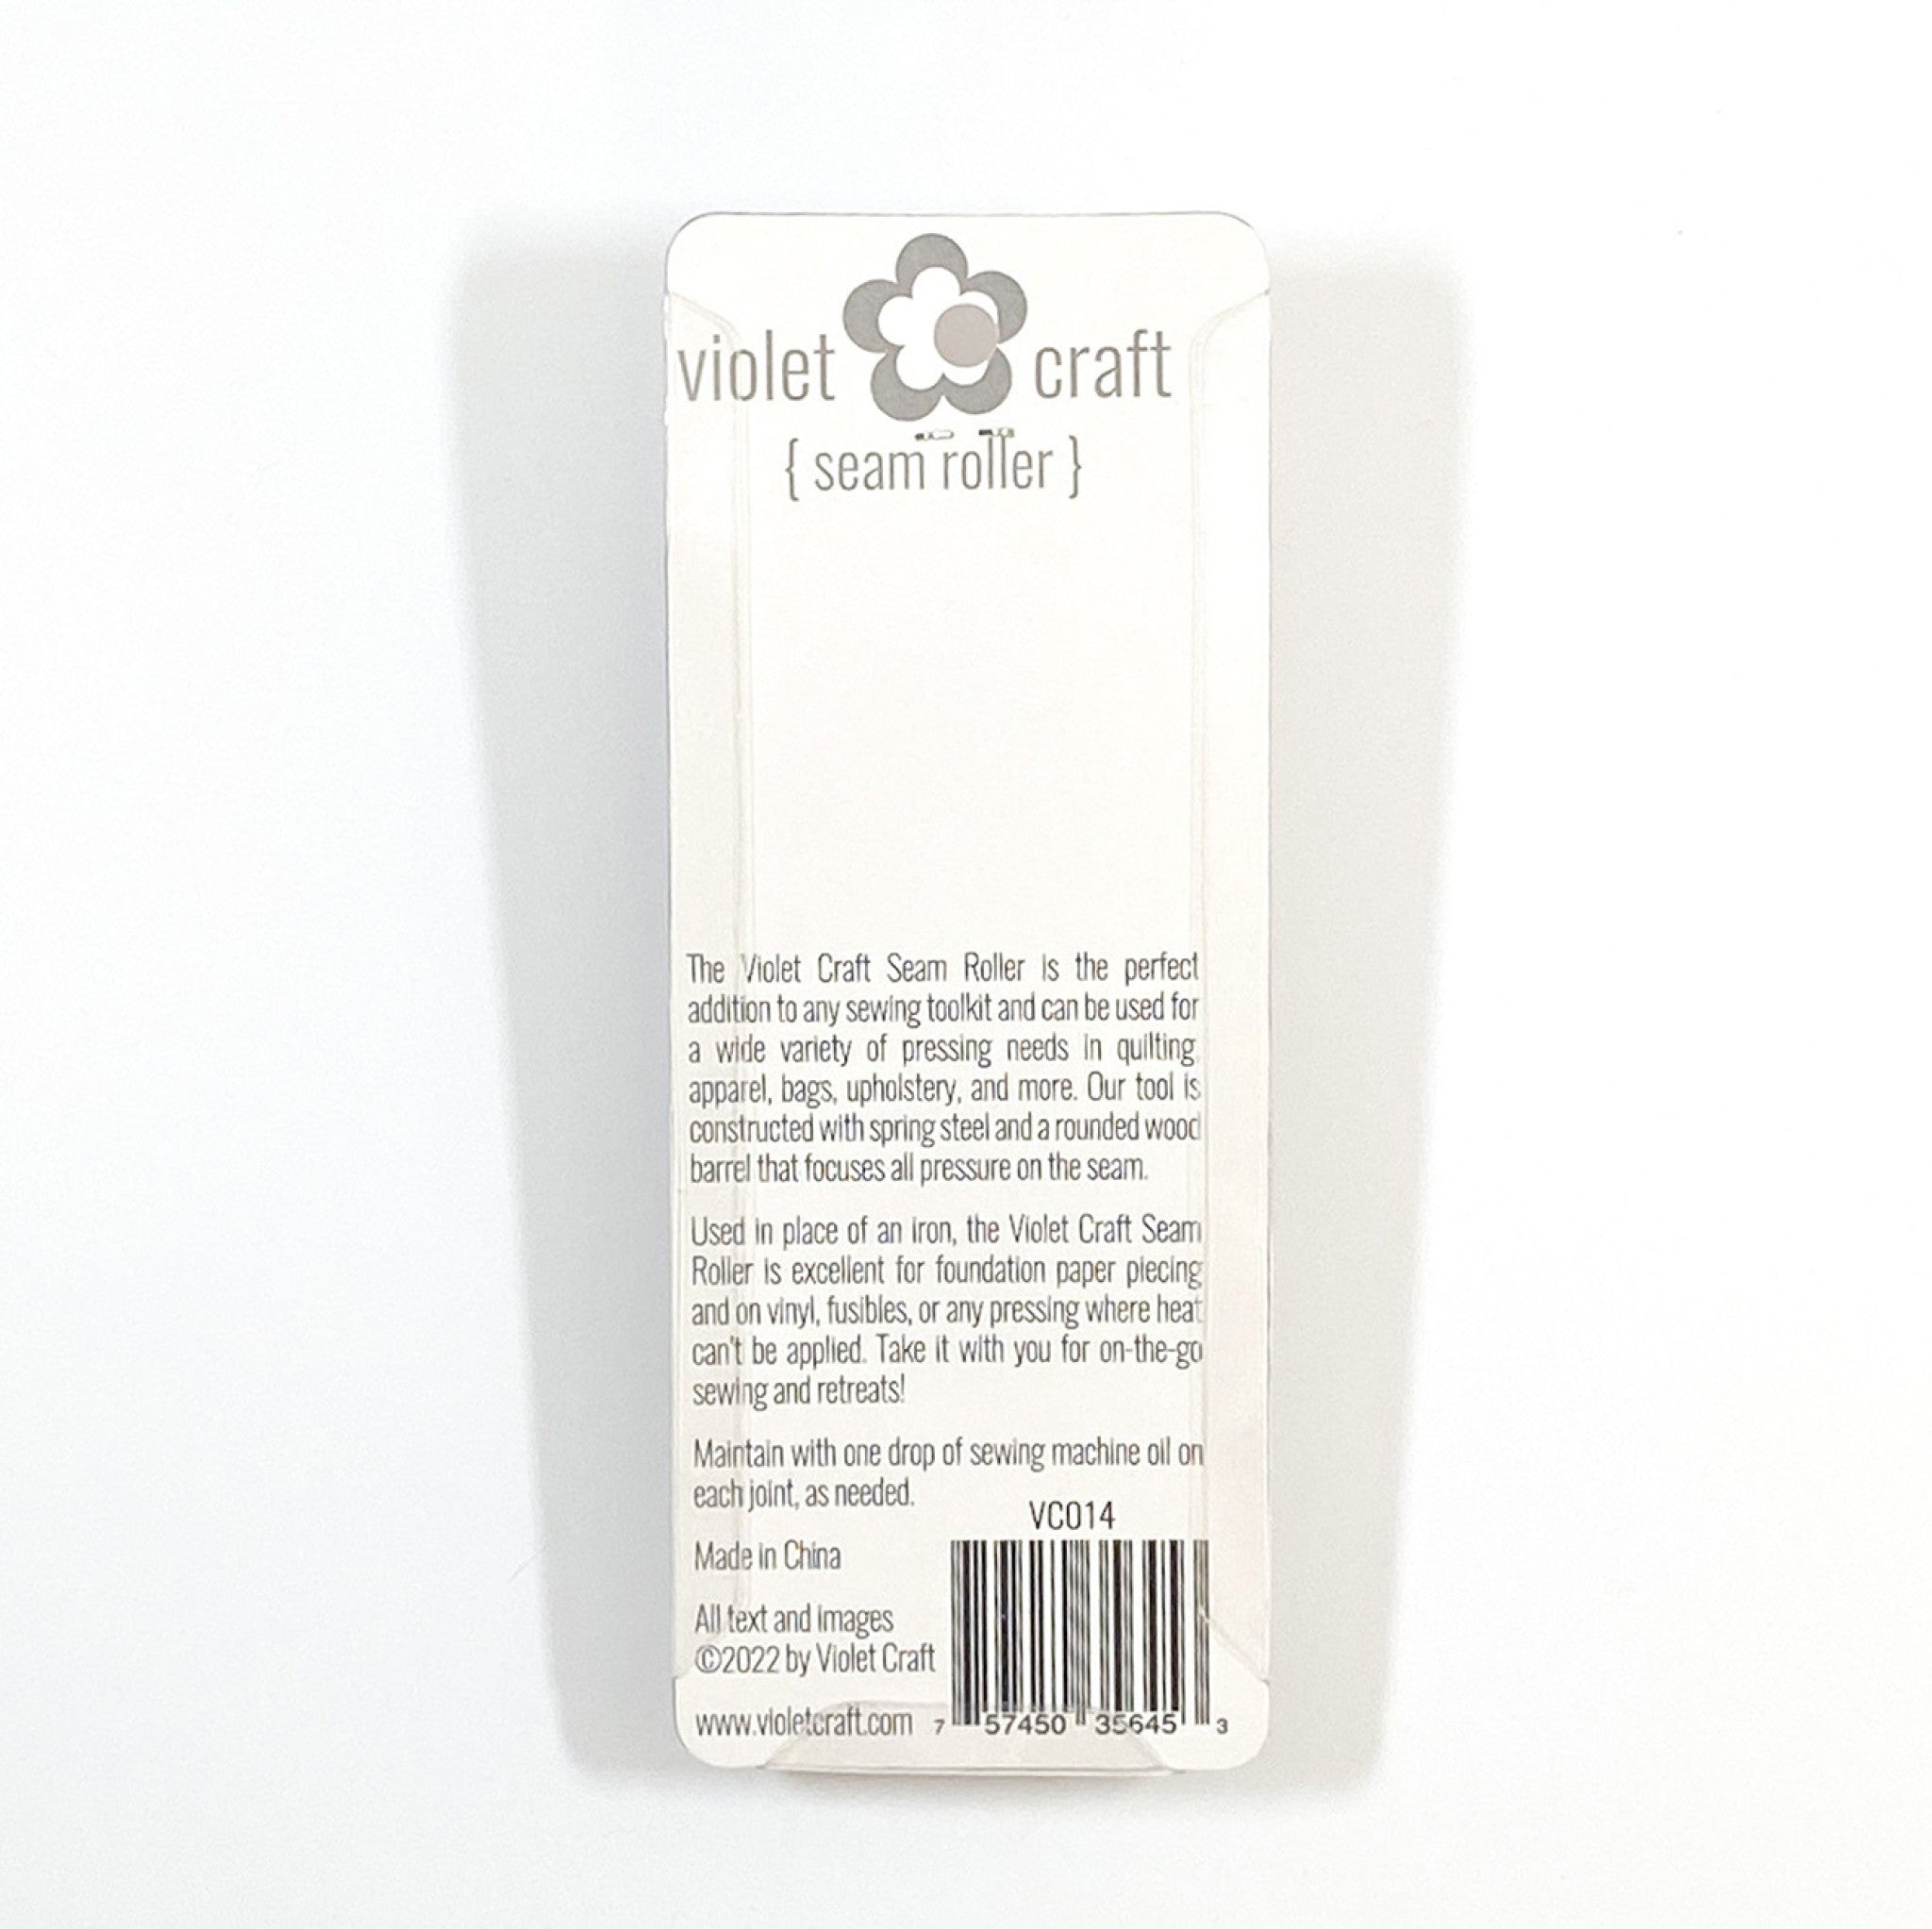 violet craft
{ seam roller }
The Violet Craft Seam Roller is the perfect
addition to any sewing toolkit and can be used for
a wide variety of pressing needs in quilting,
apparel, bags, upholstery, and more. Our tool is
constructed with spring steel and a rounded wood
barrel that focuses all pressure on the seam.
Used in place of an iron, the Violet Craft Seam
Roller is excellent for foundation paper piecing
and on vinyl, fusibles, or any pressing where heat
can't be applied. Take it with you for on-the-go
sewing and retreats!
Maintain with one drop of sewing machine oil on
each joint, as needed.
VC014
Made in China
All text and images
©2022 by Violet Craft
www.violetcraft.com
7 57450 35645 3